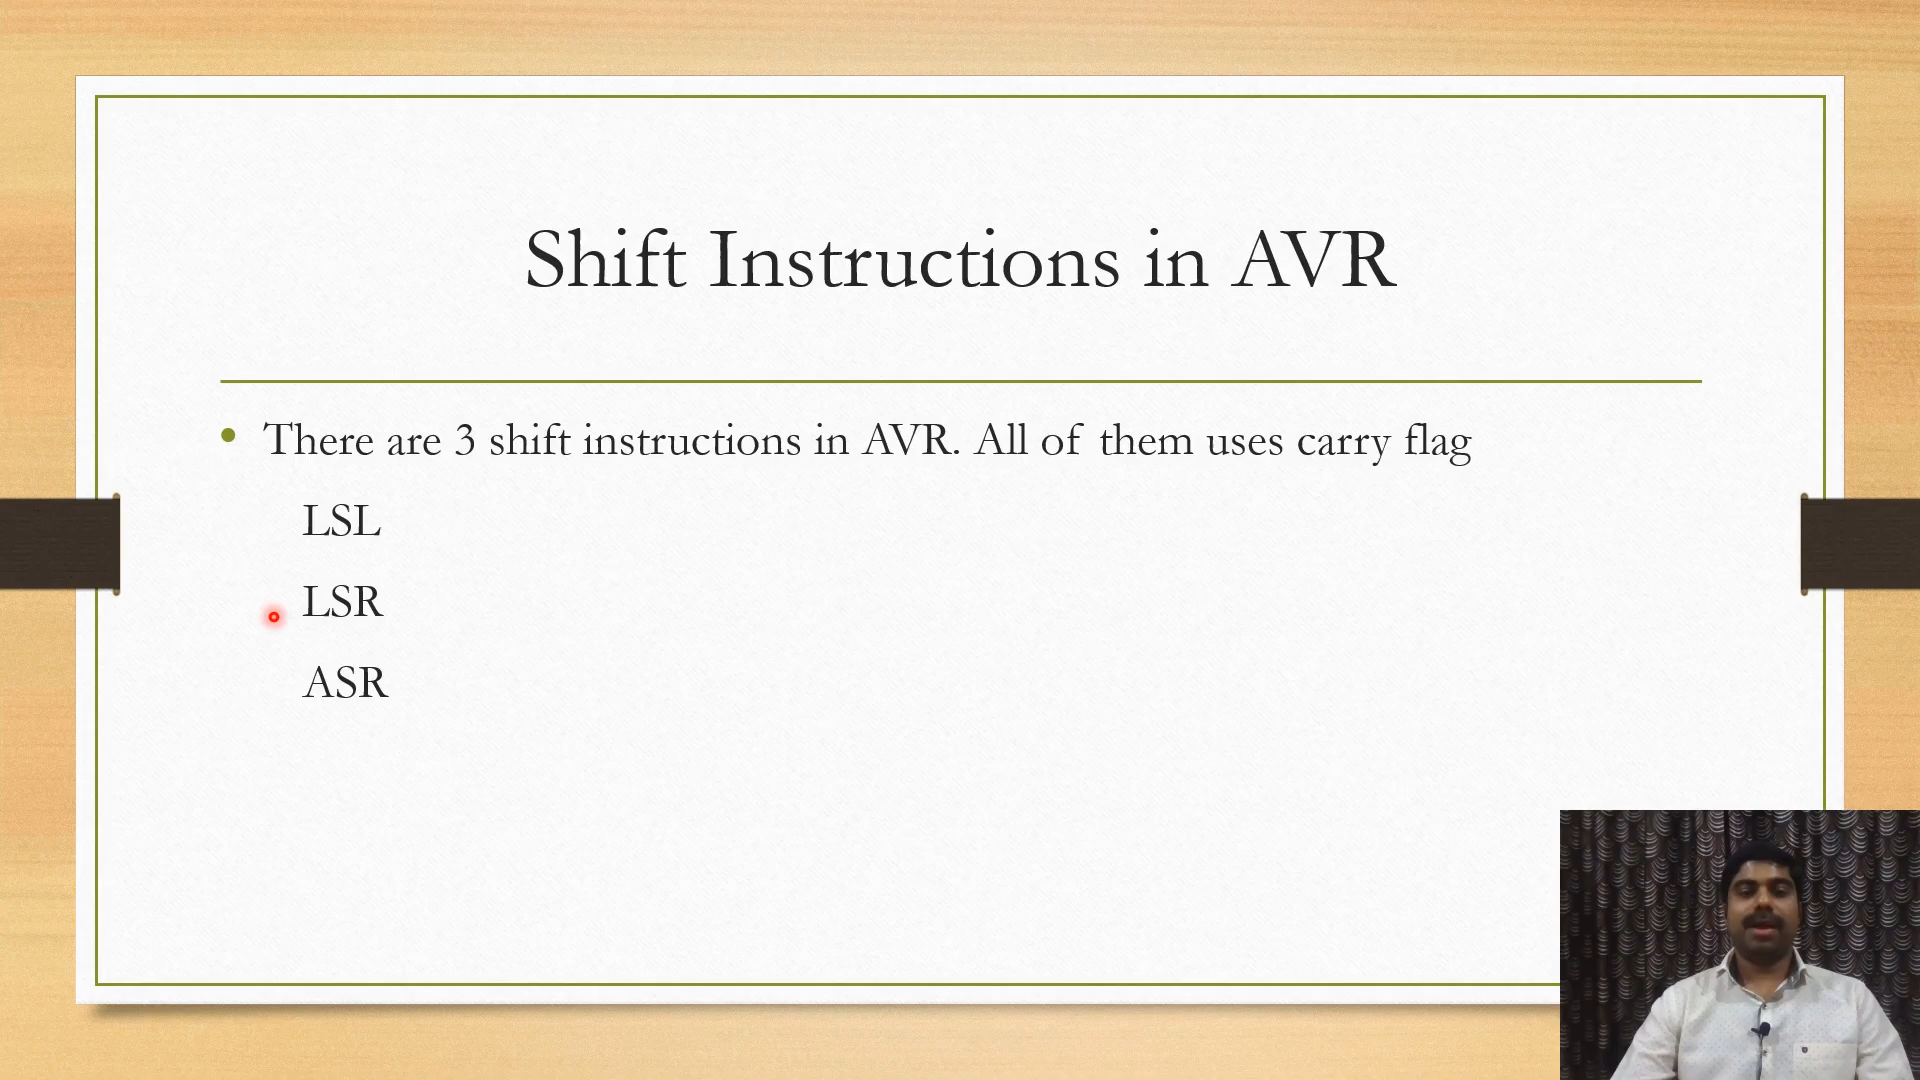 Shift Instructions in AVR
• There are 3 shift instructions in AVR. All of them uses carry flag
LSL
LSR
ASR